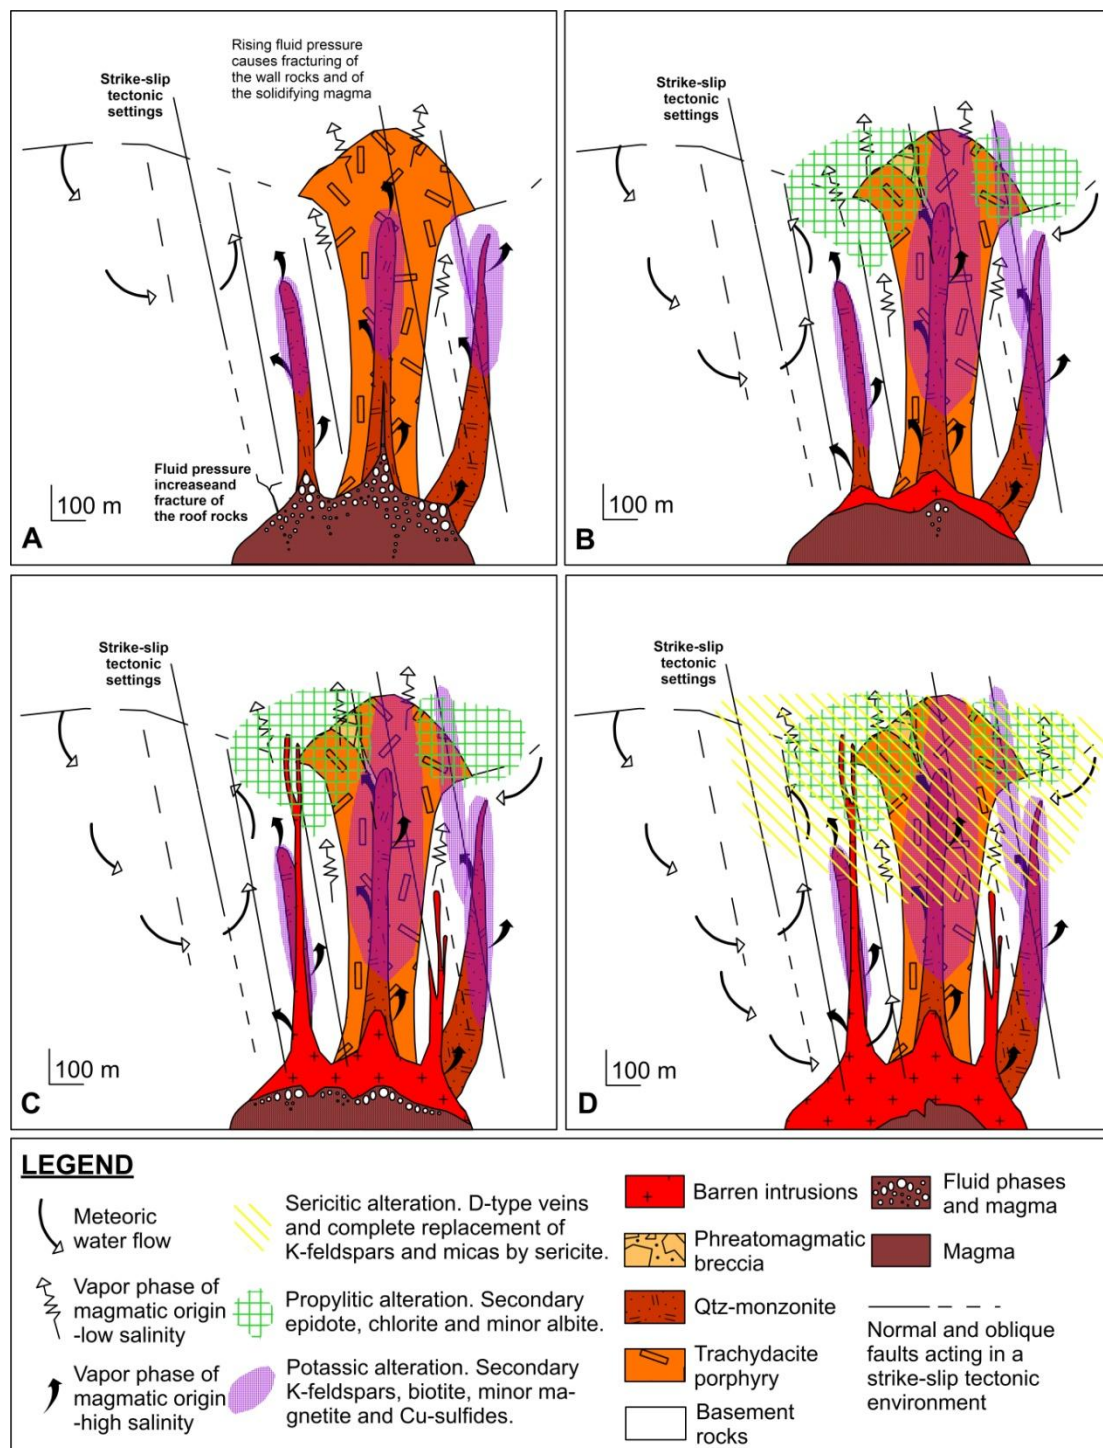 Rising fluid pressure
causes fracturing of
the wall rocks and of
the solidifying magma
Strike-slip
tectonic
settings
Fluid pressure
increaseand
fracture of
the roof rocks
100 m
A
Strike-slip
tectonic
settings
100 m
B
Strike-slip
tectonic
settings
100 m
C
Strike-slip
tectonic
settings
100 m
D
LEGEND
Meteoric
water flow
Vapor phase of
magmatic origin
-low salinity
Vapor phase of
magmatic origin
-high salinity
Sericitic alteration. D-type veins
and complete replacement of
K-feldspars and micas by sericite.
Propylitic alteration. Secondary
epidote, chlorite and minor albite.
Potassic alteration. Secondary
K-feldspars, biotite, minor ma-
gnetite and Cu-sulfides.
Barren intrusions
Phreatomagmatic
breccia
Qtz-monzonite
Trachydacite
porphyry
Basement
rocks
Fluid phases
and magma
Magma
Normal and oblique
faults acting in a
strike-slip tectonic
environment